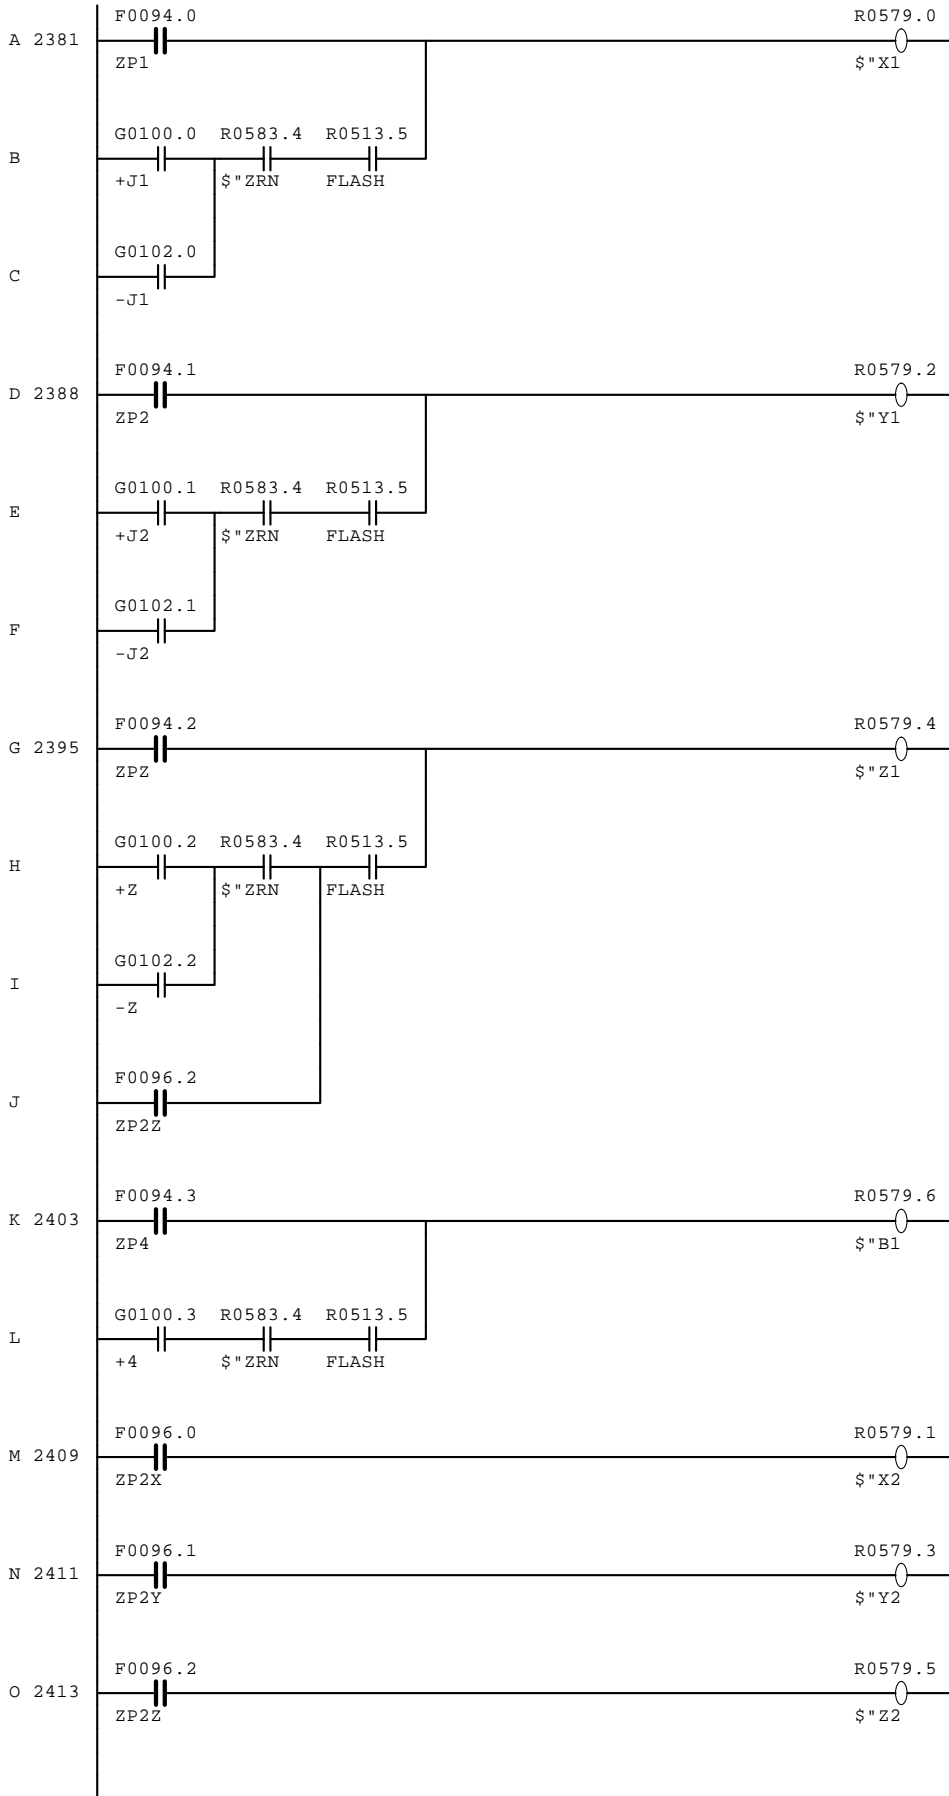 F0094.0 R0579.0
A 2381
ZP1 $"X1
G0100.0 R0583.4 R0513.5
B
+J1 $"ZRN FLASH
G0102.0
C
-J1
F0094.1 R0579.2
D 2388
ZP2 $"Y1
G0100.1 R0583.4 R0513.5
E
+J2 $"ZRN FLASH
G0102.1
F
-J2
F0094.2 R0579.4
G 2395
ZPZ $"Z1
G0100.2 R0583.4 R0513.5
H
+Z $"ZRN FLASH
G0102.2
I
-Z
F0096.2
J
ZP2Z
F0094.3 R0579.6
K 2403
ZP4 $"B1
G0100.3 R0583.4 R0513.5
L
+4 $"ZRN FLASH
F0096.0 R0579.1
M 2409
ZP2X $"X2
F0096.1 R0579.3
N 2411
ZP2Y $"Y2
F0096.2 R0579.5
O 2413
ZP2Z $"Z2